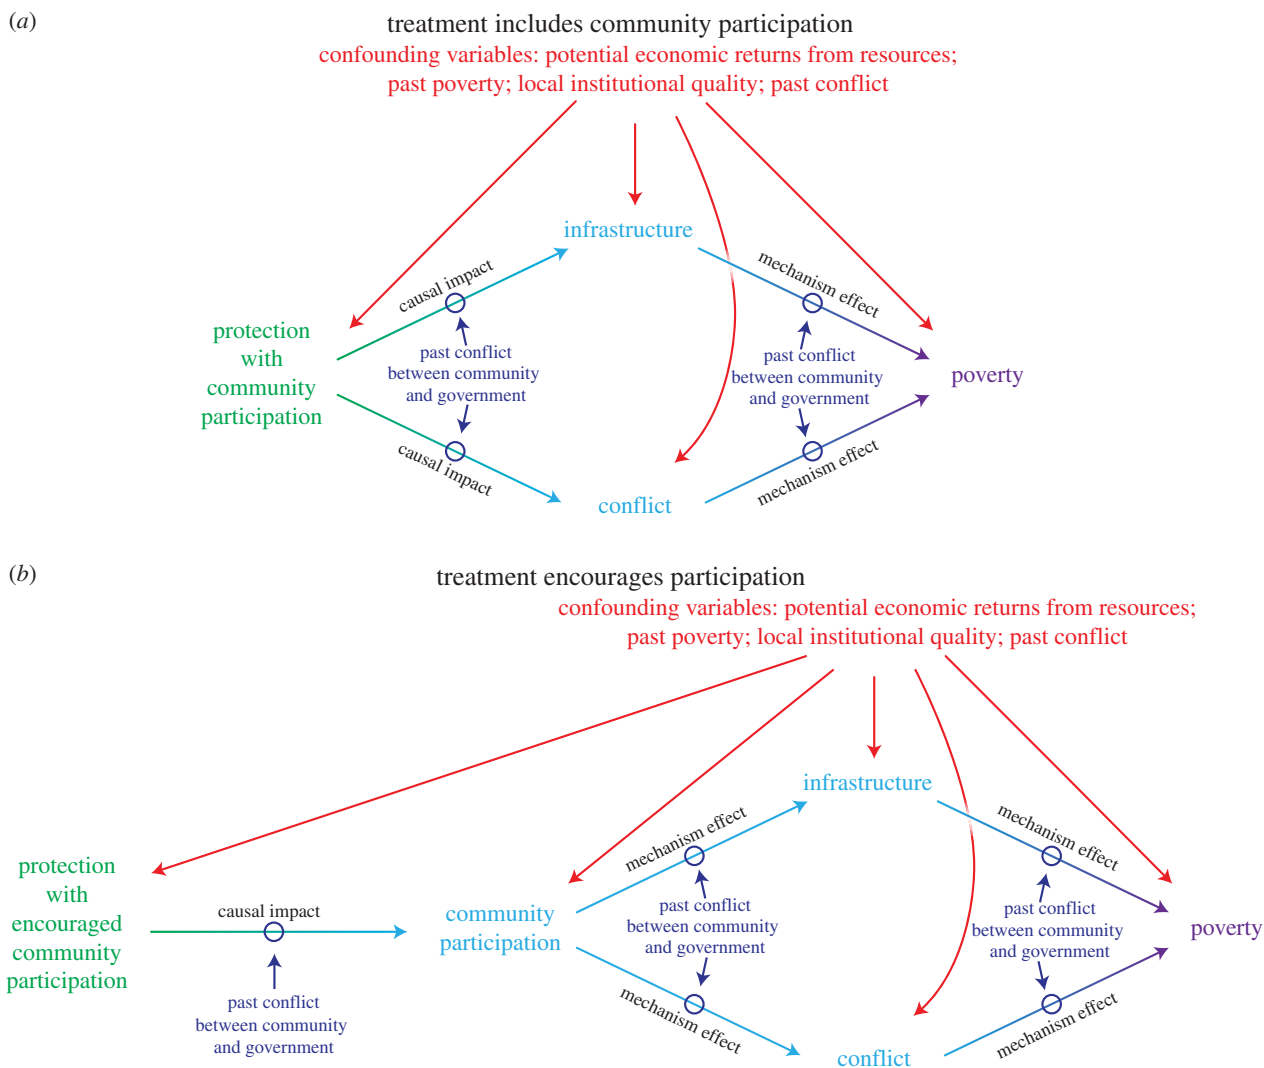 (a)
treatment includes community participation
confounding variables: potential economic returns from resources;
past poverty; local institutional quality; past conflict
infrastructure
causal impact
mechanism effect
protection
with
community
participation
past conflict
between community
and government
past conflict
between community
and government
poverty
causal impact
mechanism effect
conflict
(b)
treatment encourages participation
confounding variables: potential economic returns from resources;
past poverty; local institutional quality; past conflict
infrastructure
mechanism effect
mechanism effect
protection
with
encouraged
community
participation
causal impact
community
participation
past conflict
between community
and government
past conflict
between community
and government
poverty
past conflict
between community
and government
mechanism effect
mechanism effect
conflict